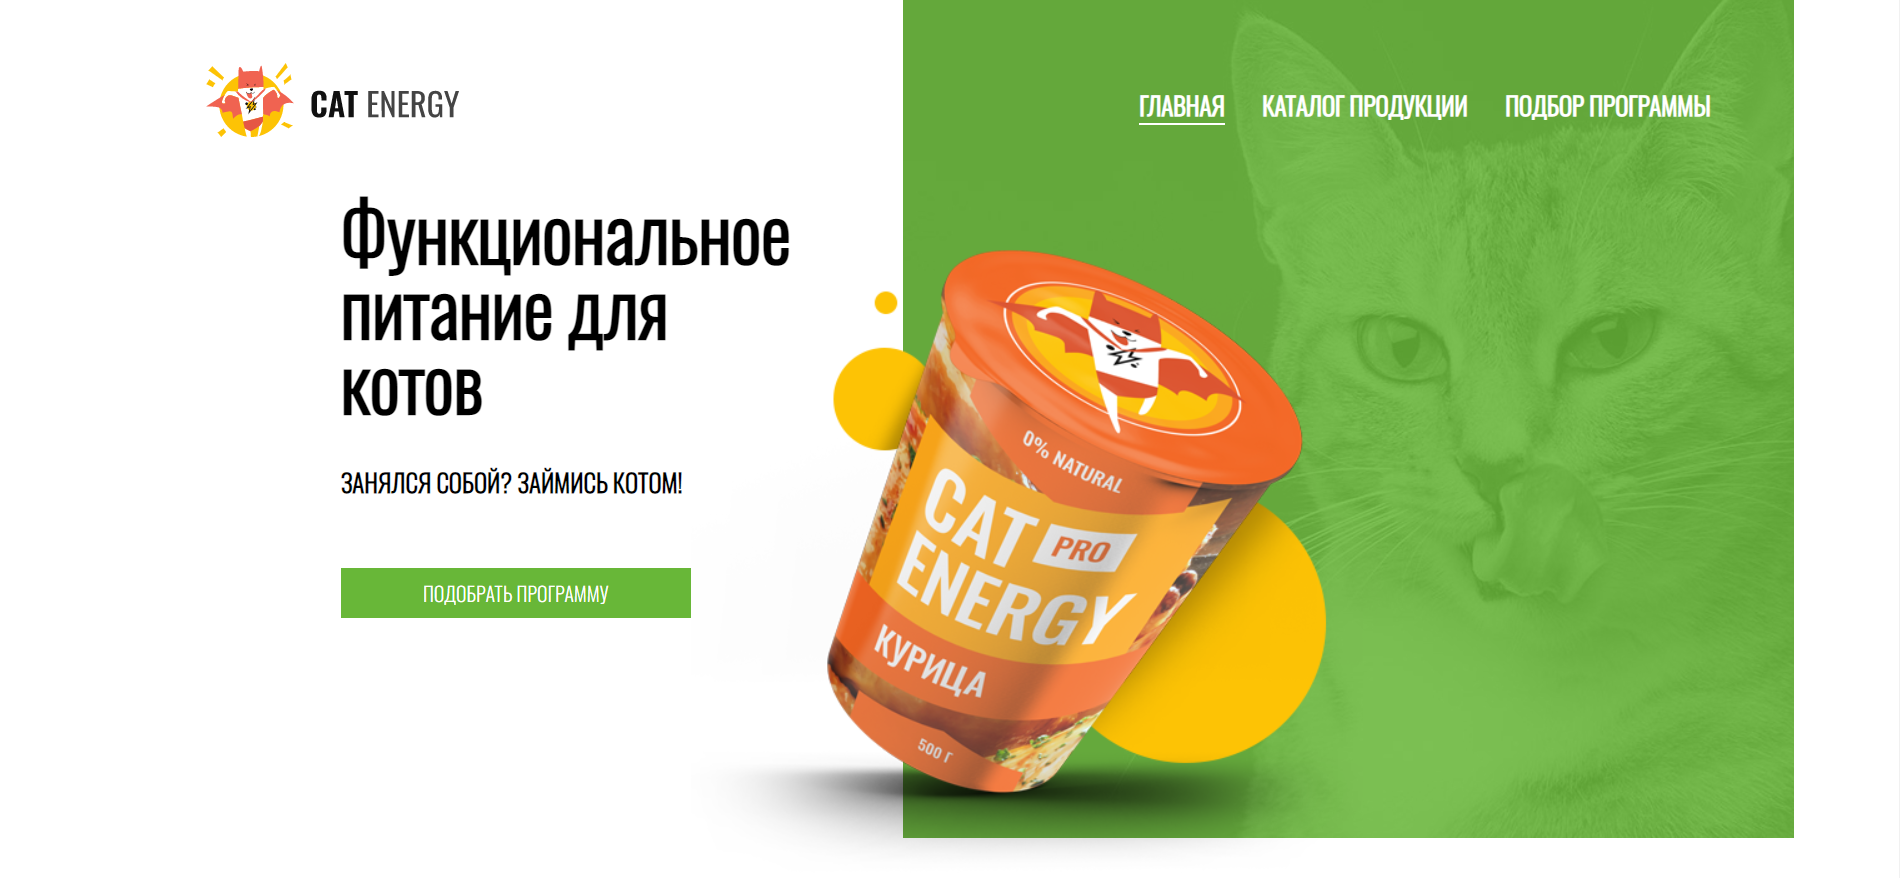 CAT ENERGY
ГЛАВНАЯ
КАТАЛОГ ПРОДУКЦИИ
ПОДБОР ПРОГРАММЫ
Функциональное
питание для
котов
ЗАНЯЛСЯ СОБОЙ? ЗАЙМИСЬ КОТОМ!
ПОДОБРАТЬ ПРОГРАММУ
0% NATURAL
CAT PRO
ENERGY
КУРИЦА
500 Г